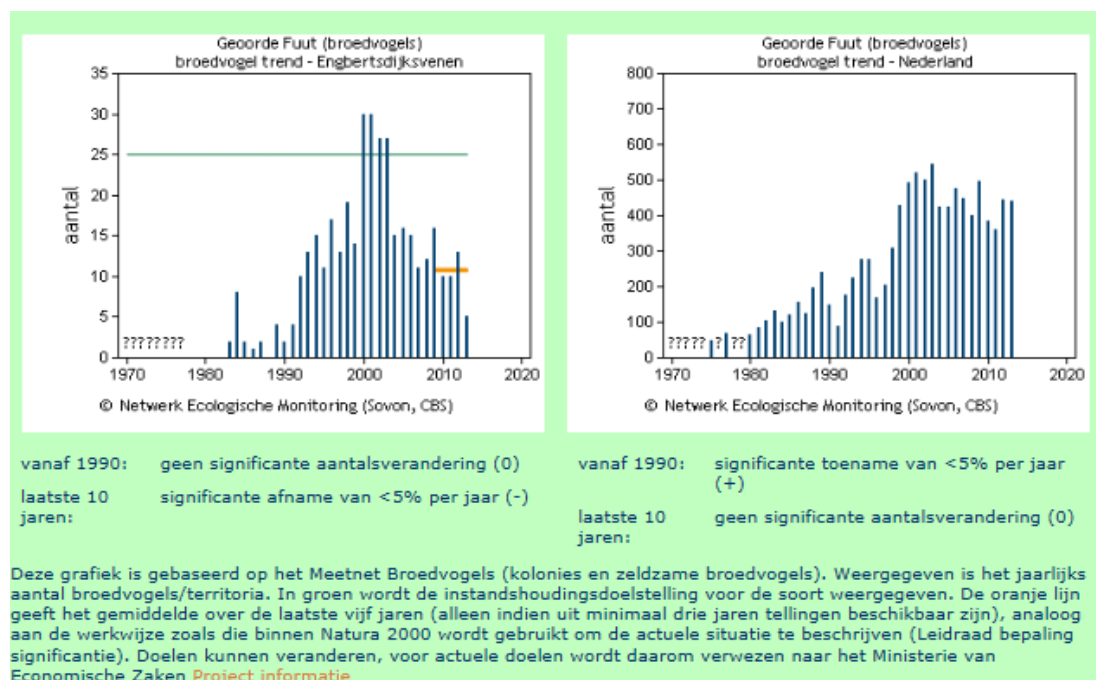 Geoorde Fuut (broedvogels)
broedvogel trend - Engbertsdijksvenen
35
30
25
20
15
10
5
0
aantal
????????
1970 1980 1990 2000 2010 2020
© Netwerk Ecologische Monitoring (Sovon, CBS)
Geoorde Fuut (broedvogels)
broedvogel trend - Nederland
800
700
600
500
400
300
200
100
0
aantal
????? ? ??
1970 1980 1990 2000 2010 2020
© Netwerk Ecologische Monitoring (Sovon, CBS)
vanaf 1990: geen significante aantalsverandering (0)
laatste 10 significante afname van <5% per jaar (-)
jaren:
vanaf 1990: significante toename van <5% per jaar
(+)
laatste 10 geen significante aantalsverandering (0)
jaren:
Deze grafiek is gebaseerd op het Meetnet Broedvogels (kolonies en zeldzame broedvogels). Weergegeven is het jaarlijks
aantal broedvogels/territoria. In groen wordt de instandshoudingsdoelstelling voor de soort weergegeven. De oranje lijn
geeft het gemiddelde over de laatste vijf jaren (alleen indien uit minimaal drie jaren tellingen beschikbaar zijn), analoog
aan de werkwijze zoals die binnen Natura 2000 wordt gebruikt om de actuele situatie te beschrijven (Leidraad bepaling
significantie). Doelen kunnen veranderen, voor actuele doelen wordt daarom verwezen naar het Ministerie van
Economische Zaken Project informatie